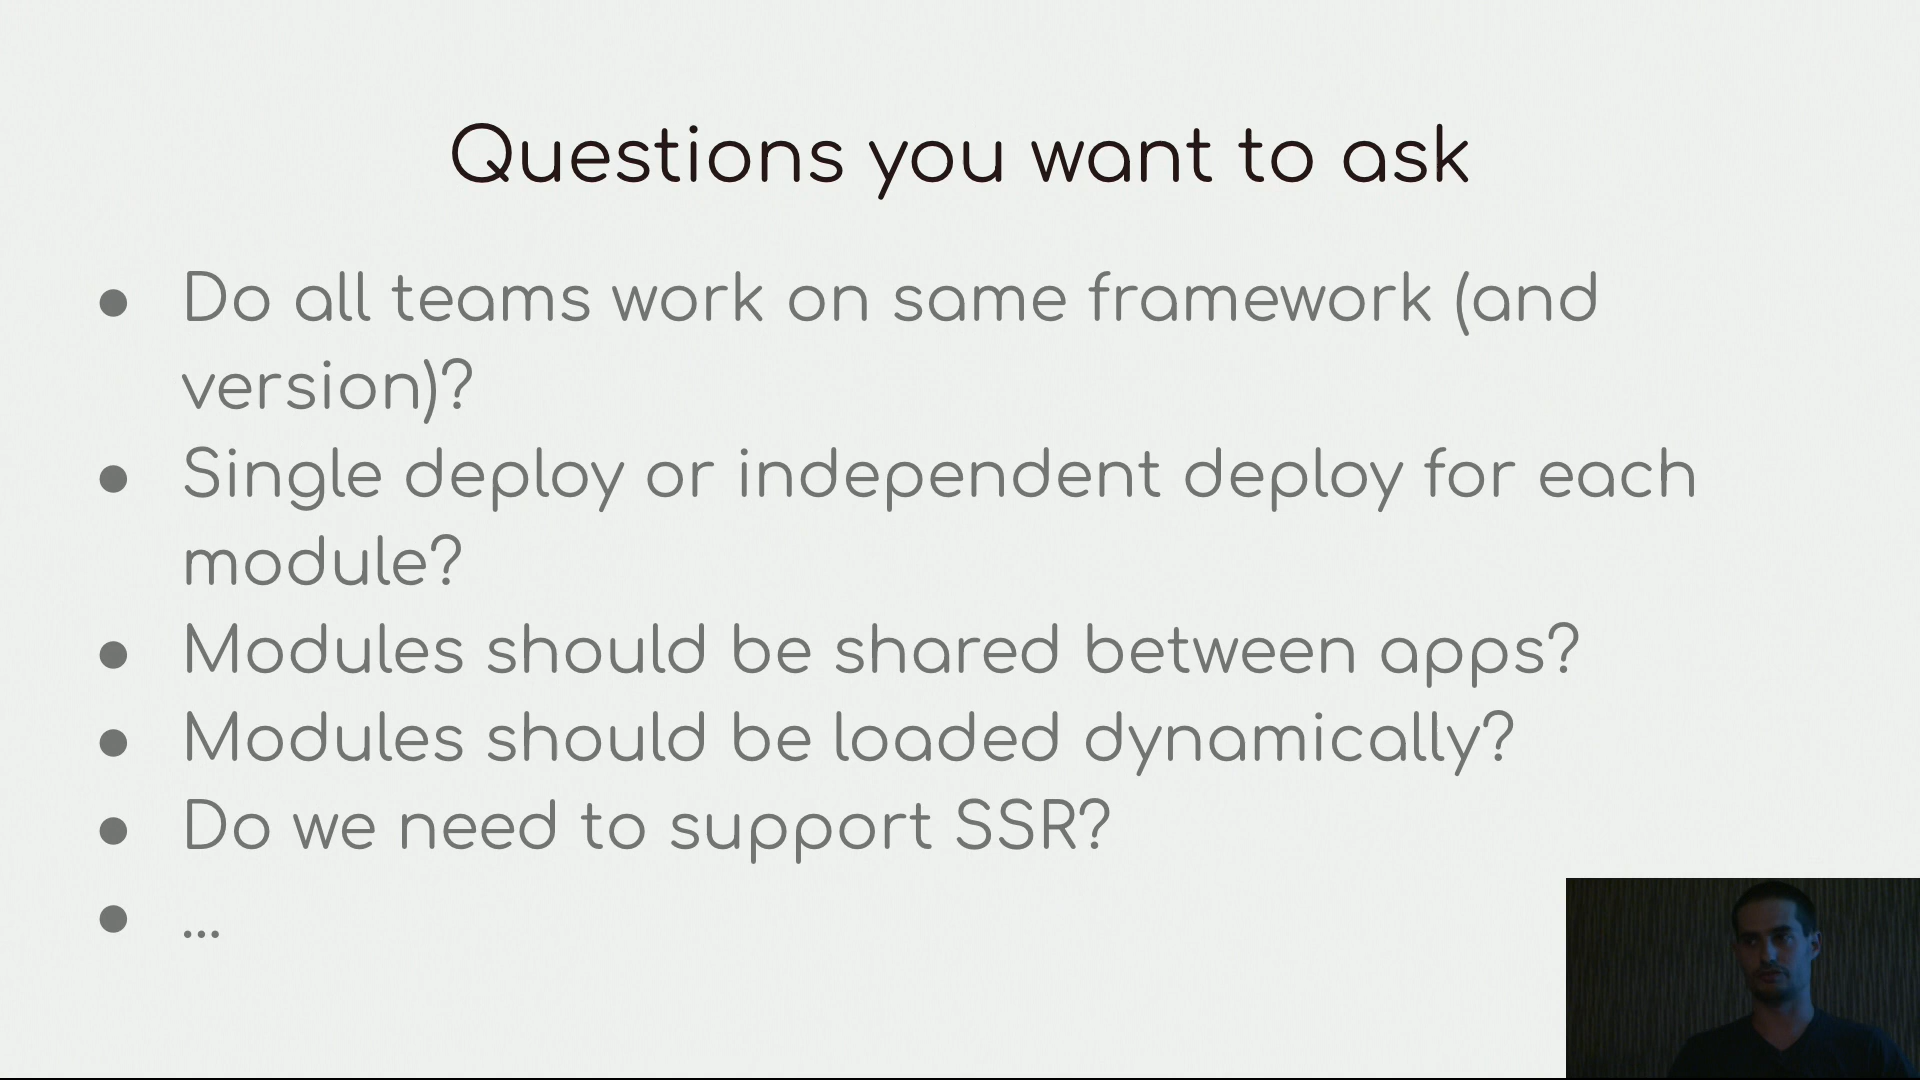 Questions you want to ask
● Do all teams work on same framework (and
version)?
● Single deploy or independent deploy for each
module?
● Modules should be shared between apps?
● Modules should be loaded dynamically?
● Do we need to support SSR?
● ...